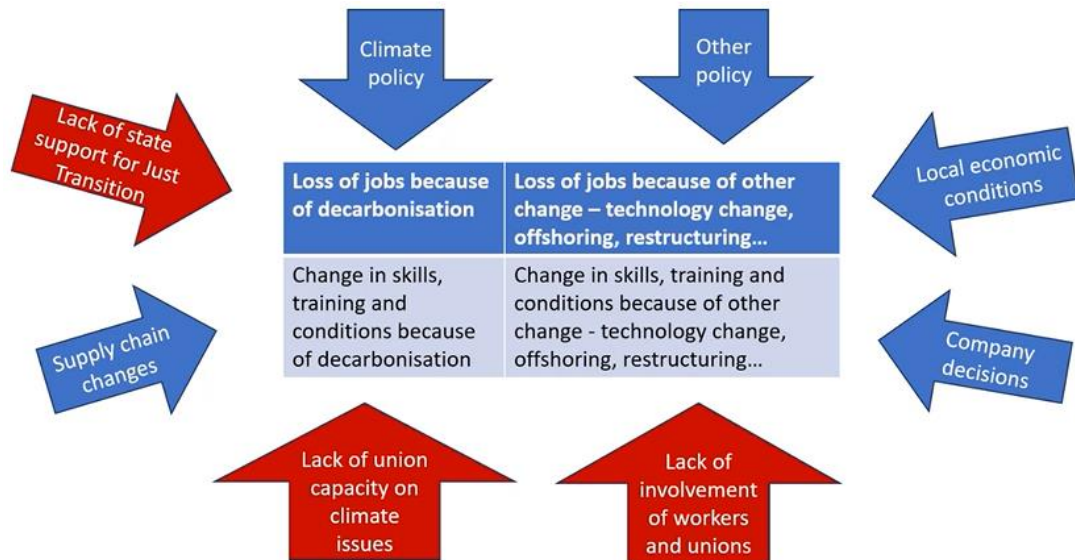 Climate
policy
Other
policy
Lack of state
support for Just
Transition
Local economic
conditions
Loss of jobs because
of decarbonisation
Loss of jobs because of other
change – technology change,
offshoring, restructuring…
Change in skills,
training and
conditions because
of decarbonisation
Change in skills, training and
conditions because of other
change - technology change,
offshoring, restructuring…
Supply chain
changes
Company
decisions
Lack of union
capacity on
climate
issues
Lack of
involvement
of workers
and unions